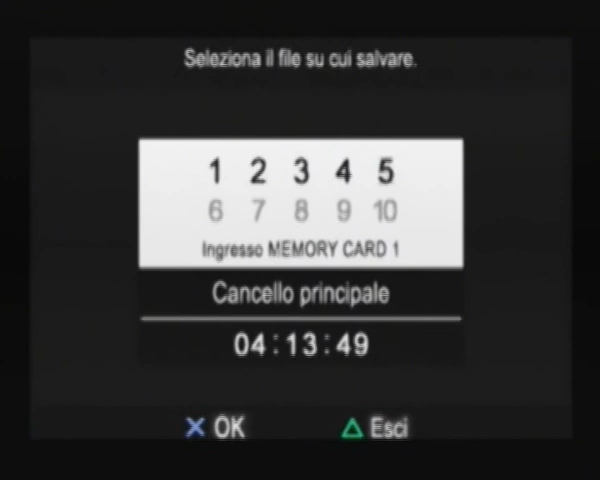 Seleziona il file su cui salvare.
1 2 3 4 5
6 7 8 9 10
Ingresso MEMORY CARD 1
Cancello principale
04:13:49
OK Esci